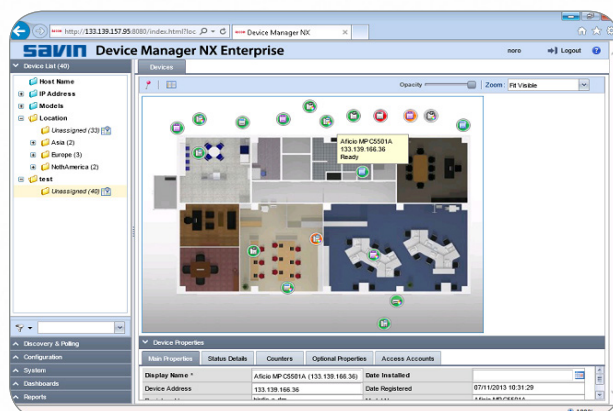 http://133.139.157.95:8080/index.html?loc
Device Manager NX
SAVIN Device Manager NX Enterprise
noro
Logout
Device List (40)
Devices
Host Name
IP Address
Models
Location
Unassigned (33)
Asia (2)
Europe (3)
NothAmerica (2)
test
Unassigned (40)
Opacity
Zoom:
Fit Visible
Aficio MP C5501A
133.139.166.36
Ready
Discovery & Polling
Configuration
System
Dashboards
Reports
Device Properties
Main Properties
Status Details
Counters
Optional Properties
Access Accounts
Display Name *
Aficio MP C5501A (133.139.166.36)
Date Installed
Device Address
133.139.166.36
Date Registered
07/11/2013 10:31:29